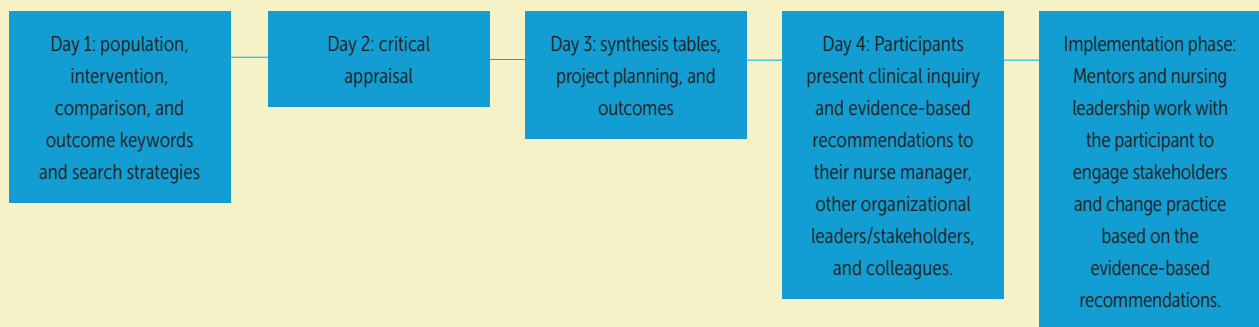 Day 1: population,
intervention,
comparison, and
outcome keywords
and search strategies
Day 2: critical
appraisal
Day 3: synthesis tables,
project planning, and
outcomes
Day 4: Participants
present clinical inquiry
and evidence-based
recommendations to
their nurse manager,
other organizational
leaders/stakeholders,
and colleagues.
Implementation phase:
Mentors and nursing
leadership work with
the participant to
engage stakeholders
and change practice
based on the
evidence-based
recommendations.